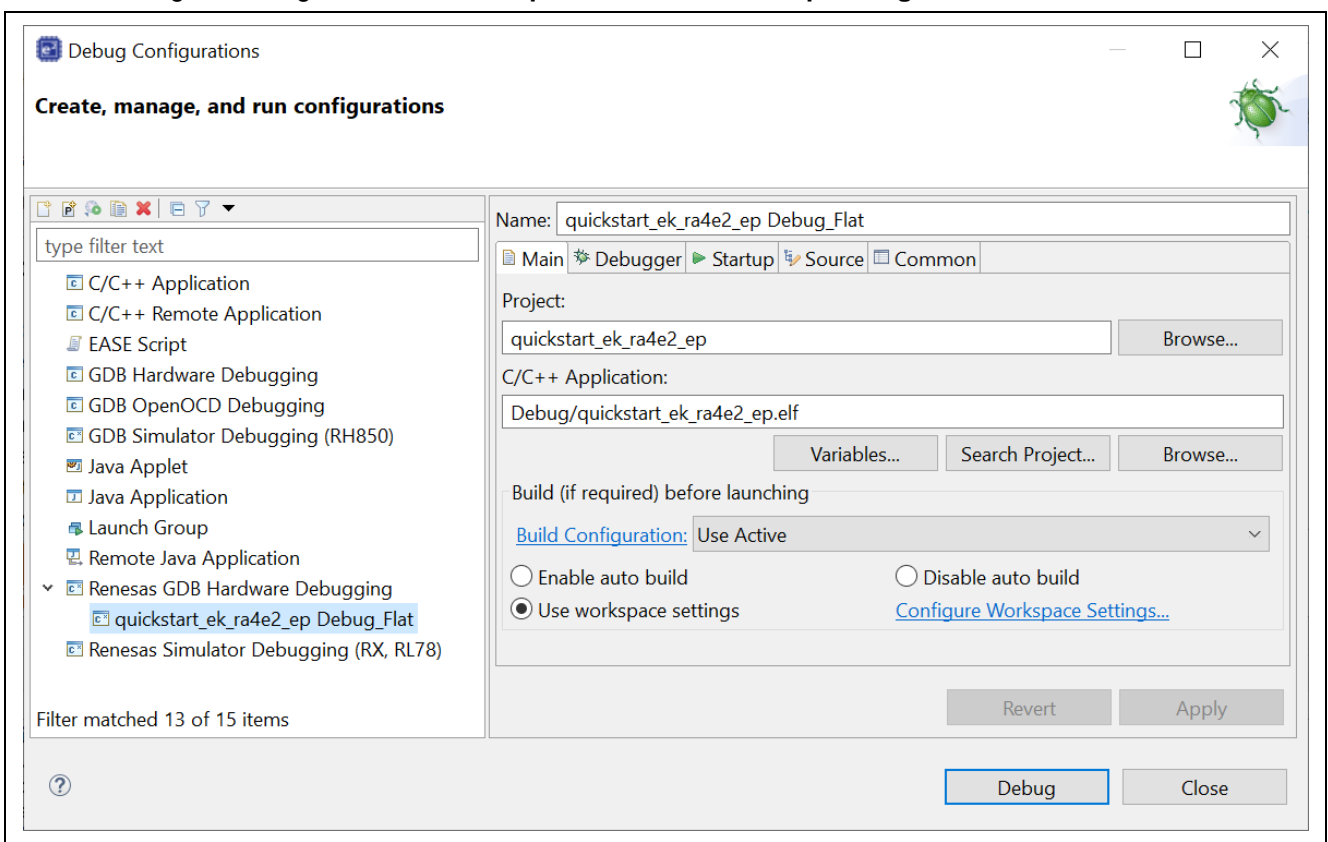 Debug Configurations
Create, manage, and run configurations
type filter text
C/C++ Application
C/C++ Remote Application
EASE Script
GDB Hardware Debugging
GDB OpenOCD Debugging
GDB Simulator Debugging (RH850)
Java Applet
Java Application
Launch Group
Remote Java Application
Renesas GDB Hardware Debugging
quickstart_ek_ra4e2_ep Debug_Flat
Renesas Simulator Debugging (RX, RL78)
Filter matched 13 of 15 items
Name: quickstart_ek_ra4e2_ep Debug_Flat
Main Debugger Startup Source Common
Project:
quickstart_ek_ra4e2_ep Browse...
C/C++ Application:
Debug/quickstart_ek_ra4e2_ep.elf
Variables... Search Project... Browse...
Build (if required) before launching
Build Configuration: Use Active
Enable auto build Disable auto build
Use workspace settings Configure Workspace Settings...
Revert Apply
Debug Close